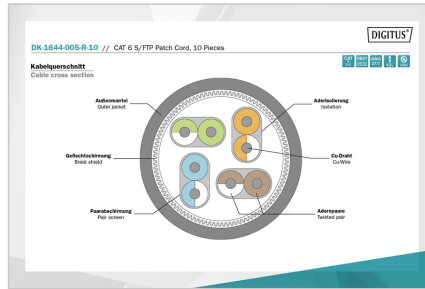 DIGITUS®
DK-1644-005-R-10 // CAT 6 S/FTP Patch Cord, 10 Pieces
Kabelquerschnitt
Cable cross section
Außenmantel
Outer jacket
Aderisolierung
Isolation
Geflechtschirmung
Braid shield
Cu-Draht
Cu-Wire
Paarabschirmung
Pair screen
Adernpaare
Twisted pair